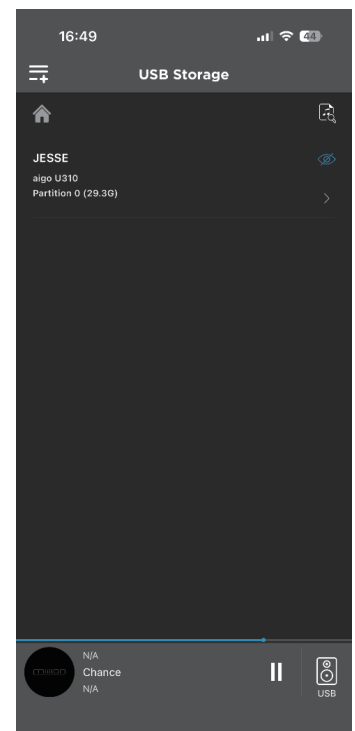 16:49
44
USB Storage
JESSE
aigo U310
Partition 0 (29.3G)
N/A
Chance
N/A
USB